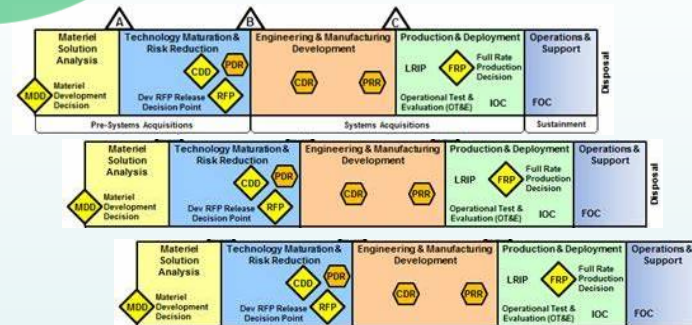 A B C
Materiel Solution Analysis
Technology Maturation & Risk Reduction
Engineering & Manufacturing Development
Production & Deployment
Operations & Support
MDD
Materiel Development Decision
CDD
PDR
Dev RFP Release Decision Point
RFP
CDR
PRR
LRIP
FRP
Full Rate Production Decision
Operational Test & Evaluation (OT&E)
IOC
FOC
Disposal
Pre-Systems Acquisitions
Systems Acquisitions
Sustainment
Materiel Solution Analysis
Technology Maturation & Risk Reduction
Engineering & Manufacturing Development
Production & Deployment
Operations & Support
MDD
Materiel Development Decision
CDD
PDR
Dev RFP Release Decision Point
RFP
CDR
PRR
LRIP
FRP
Full Rate Production Decision
Operational Test & Evaluation (OT&E)
IOC
FOC
Disposal
Materiel Solution Analysis
Technology Maturation & Risk Reduction
Engineering & Manufacturing Development
Production & Deployment
Operations & Support
MDD
Materiel Development Decision
CDD
PDR
Dev RFP Release Decision Point
RFP
CDR
PRR
LRIP
FRP
Full Rate Production Decision
Operational Test & Evaluation (OT&E)
IOC
FOC